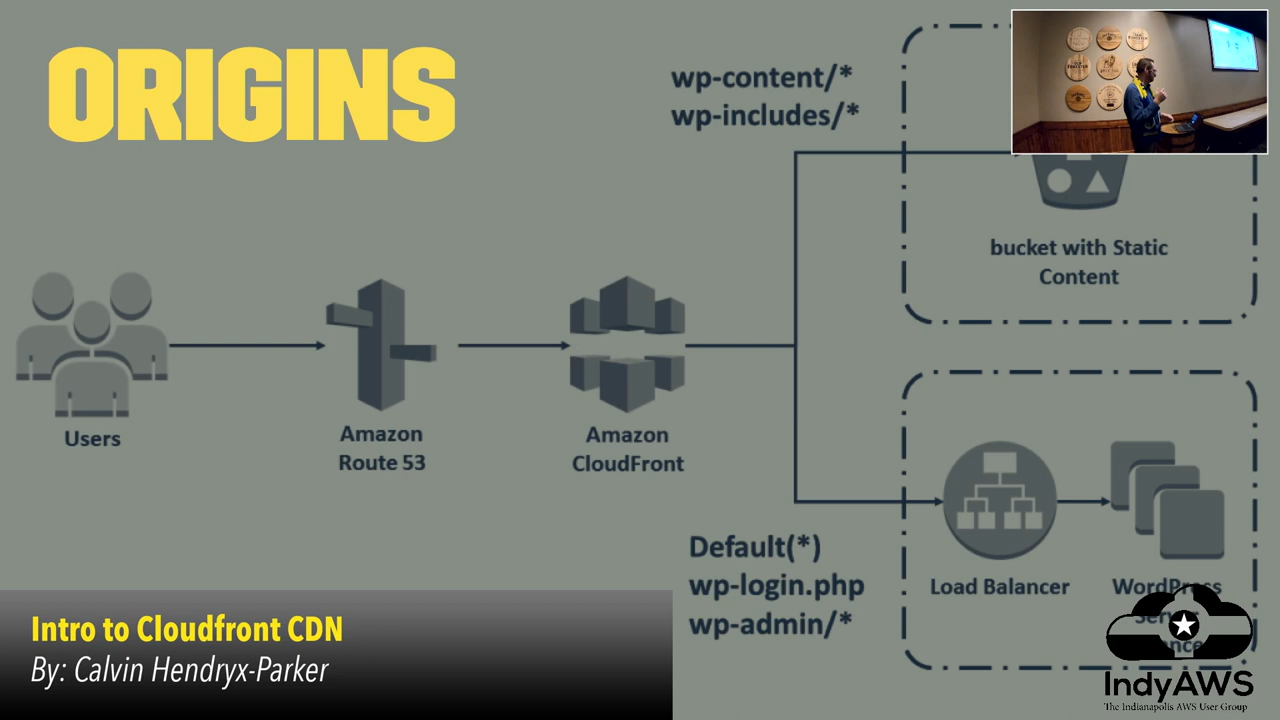 ORIGINS
wp-content/*
wp-includes/*
bucket with Static
Content
Users
Amazon
Route 53
Amazon
CloudFront
Default(*)
wp-login.php
wp-admin/*
Load Balancer
WordPress
Intro to Cloudfront CDN
By: Calvin Hendryx-Parker
IndyAWS
The Indianapolis AWS User Group